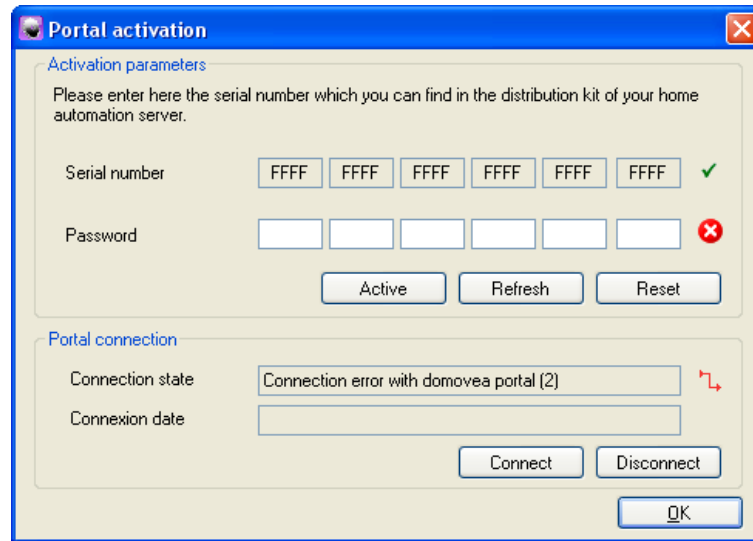 Portal activation
Activation parameters
Please enter here the serial number which you can find in the distribution kit of your home
automation server.
Serial number FFFF FFFF FFFF FFFF FFFF FFFF
Password
Active Refresh Reset
Portal connection
Connection state Connection error with domovea portal (2)
Connexion date
Connect Disconnect
OK